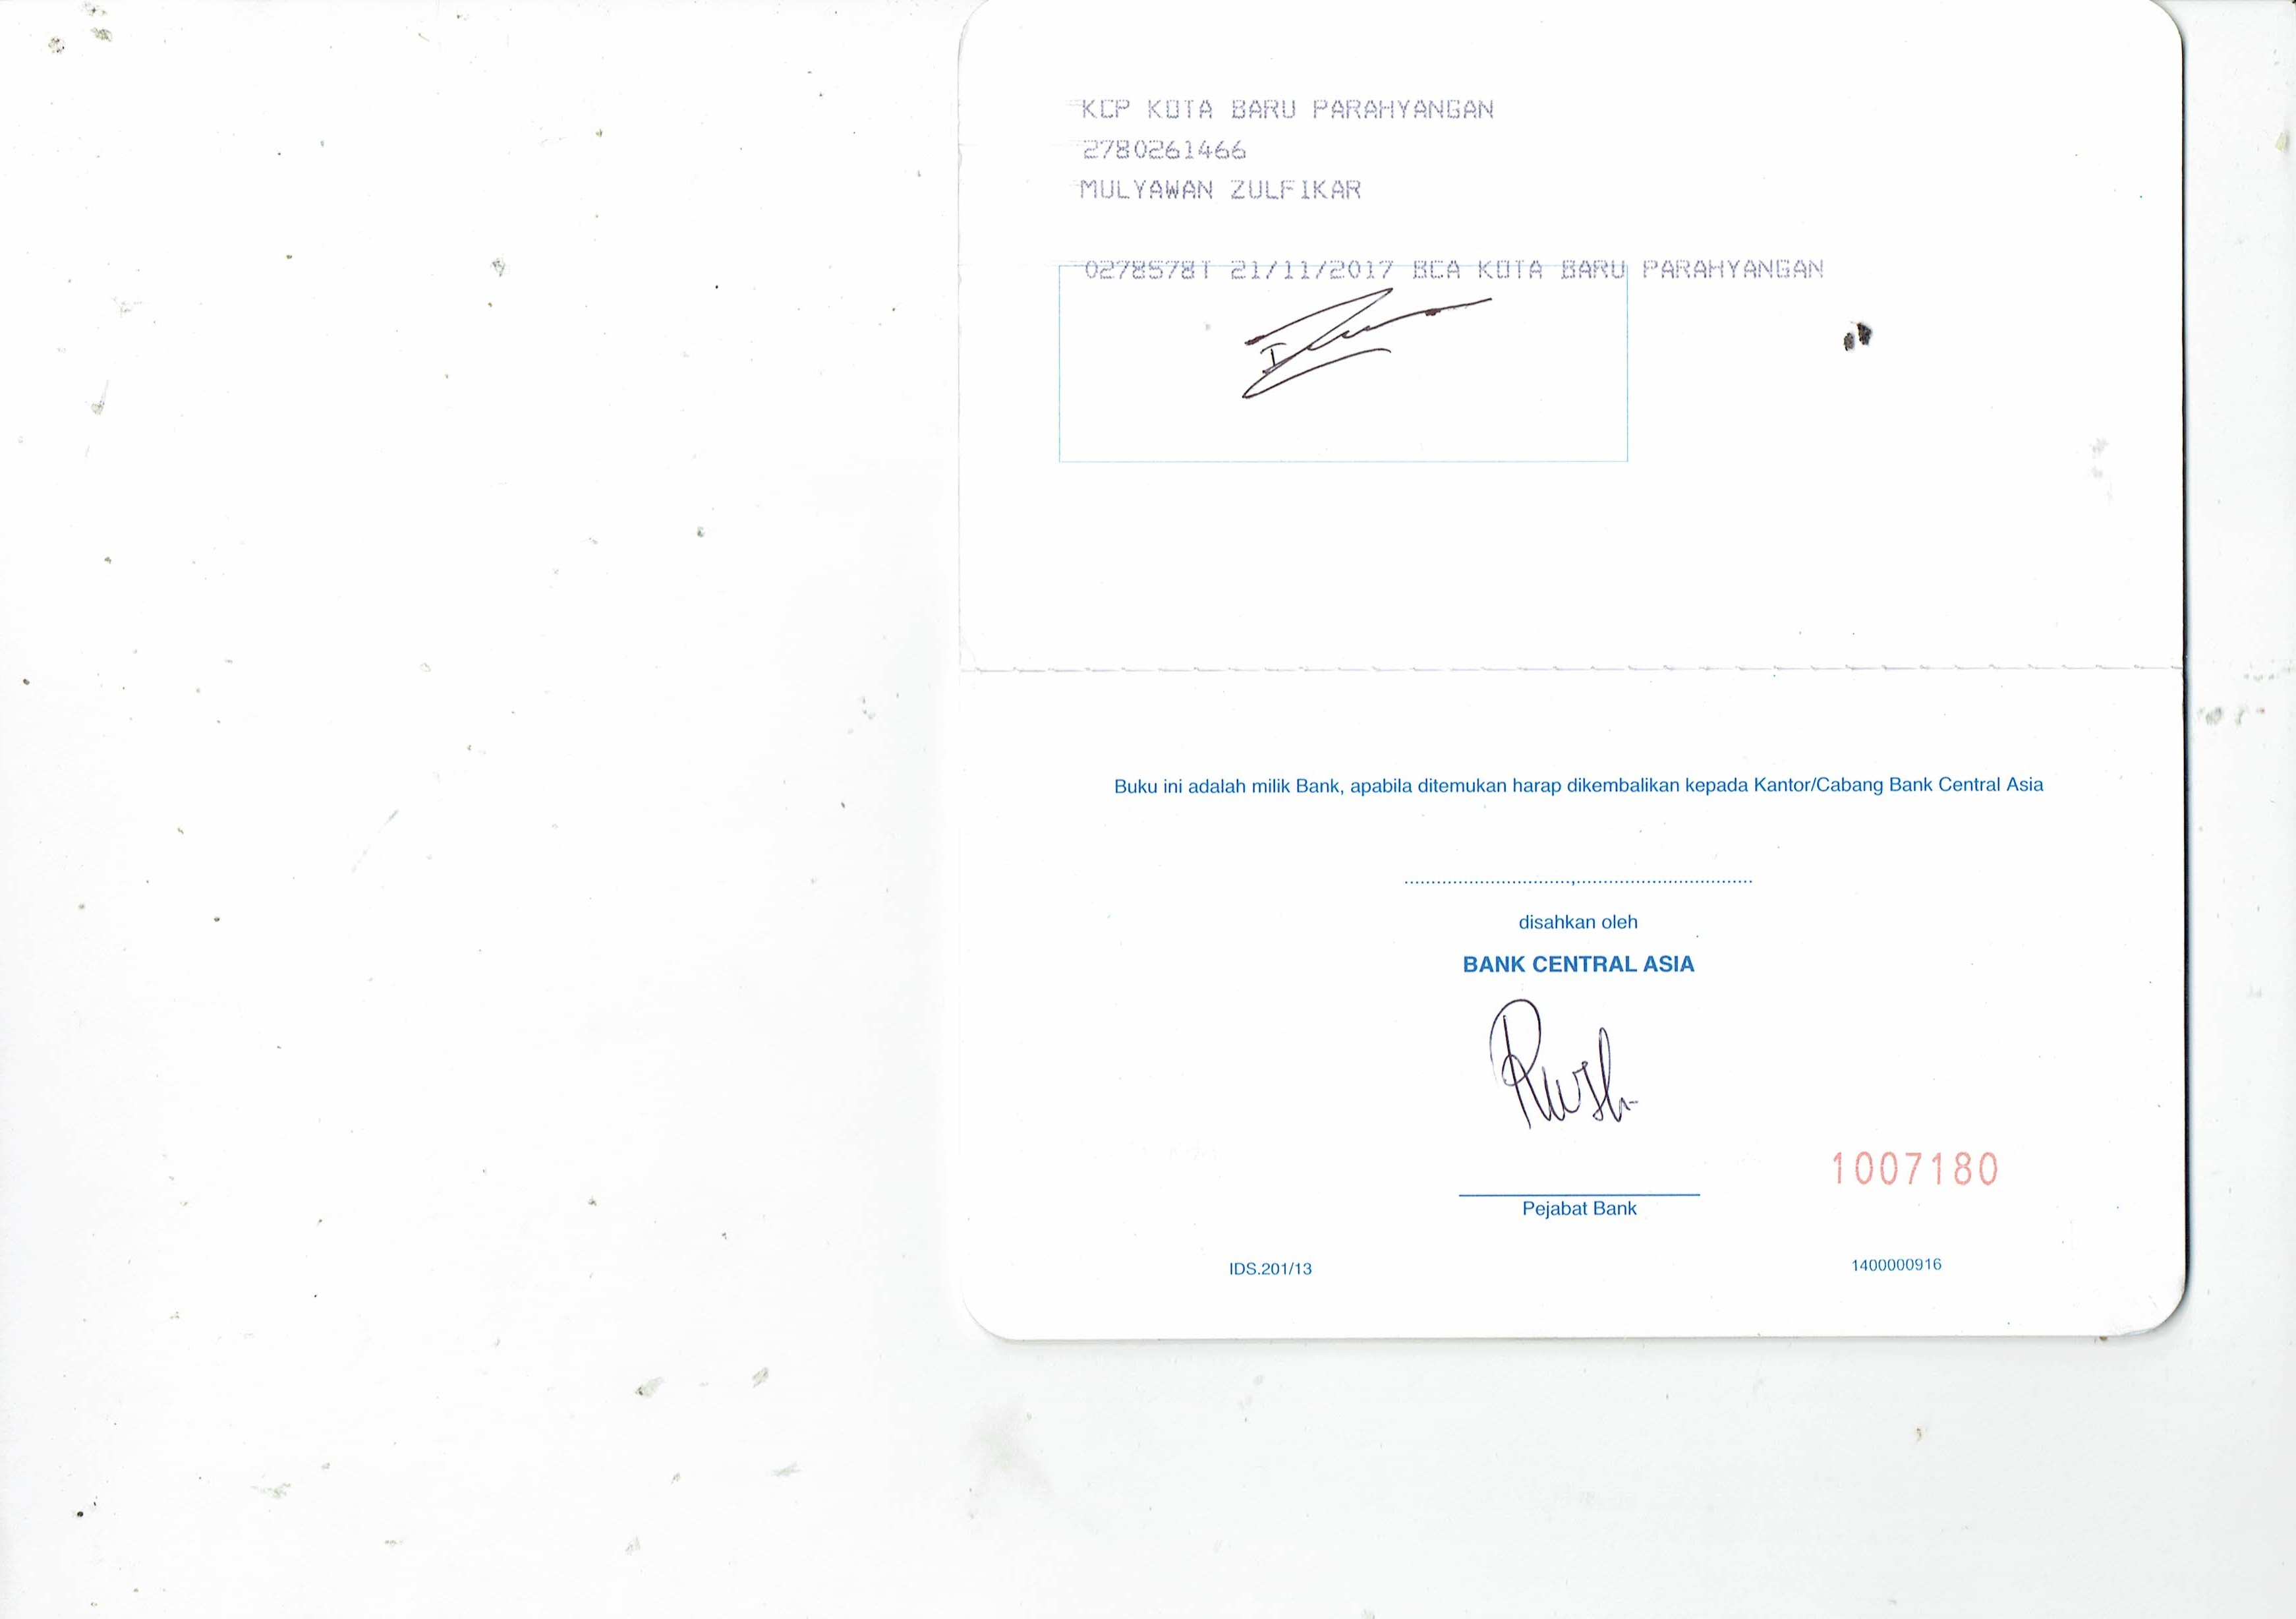 KCP KOTA BARU PARAHYANGAN
2780261466
MULYAWAN ZULFIKAR
0278578T 21/11/2017 BCA KOTA BARU PARAHYANGAN
Buku ini adalah milik Bank, apabila ditemukan harap dikembalikan kepada Kantor/Cabang Bank Central Asia
................................,..................................
disahkan oleh
BANK CENTRAL ASIA
1007180
Pejabat Bank
IDS.201/13
1400000916